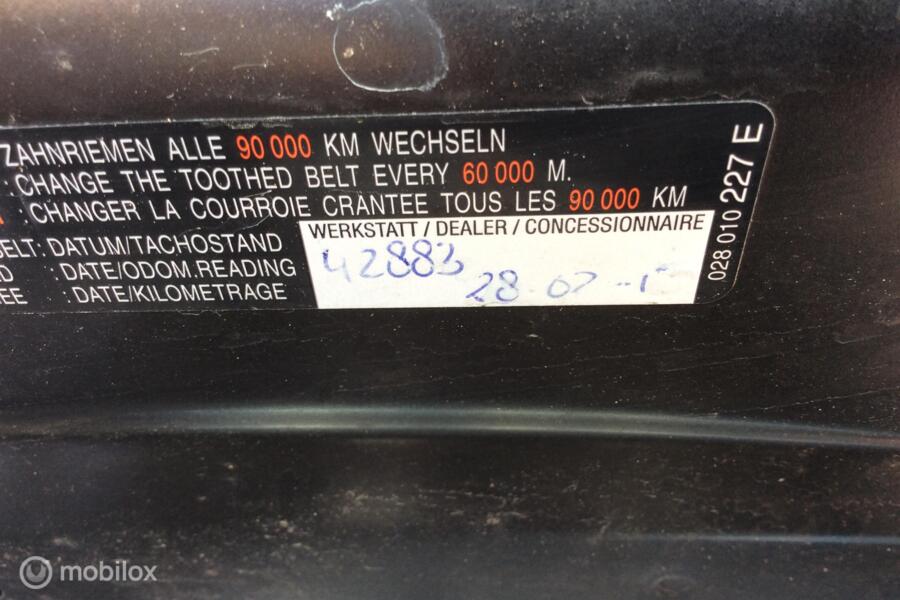 ZAHNRIEMEN ALLE 90 000 KM WECHSELN
: CHANGE THE TOOTHED BELT EVERY 60 000 M.
: CHANGER LA COURROIE CRANTEE TOUS LES 90 000 KM
ELT: DATUM/TACHOSTAND
: DATE/ODOM.READING
EE : DATE/KILOMETRAGE
WERKSTATT / DEALER / CONCESSIONNAIRE
42883
28-02
028 010 227 E
mobilox